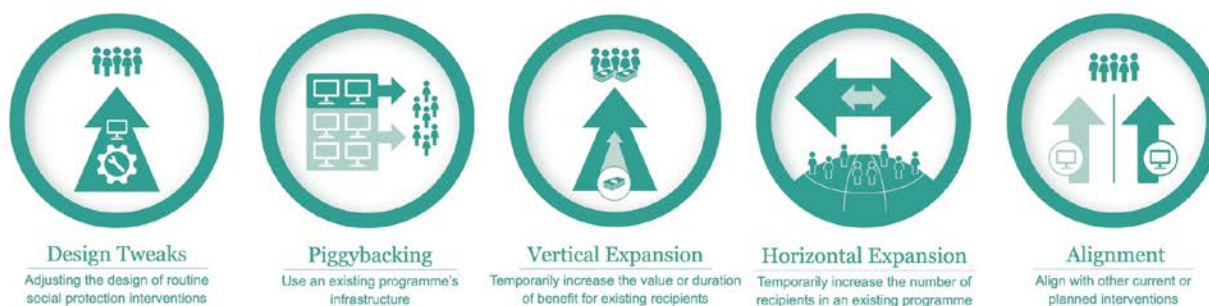 Design Tweaks
Adjusting the design of routine
social protection interventions
Piggybacking
Use an existing programme's
infrastructure
Vertical Expansion
Temporarily increase the value or duration
of benefit for existing recipients
Horizontal Expansion
Temporarily increase the number of
recipients in an existing programme
Alignment
Align with other current or
planned interventions